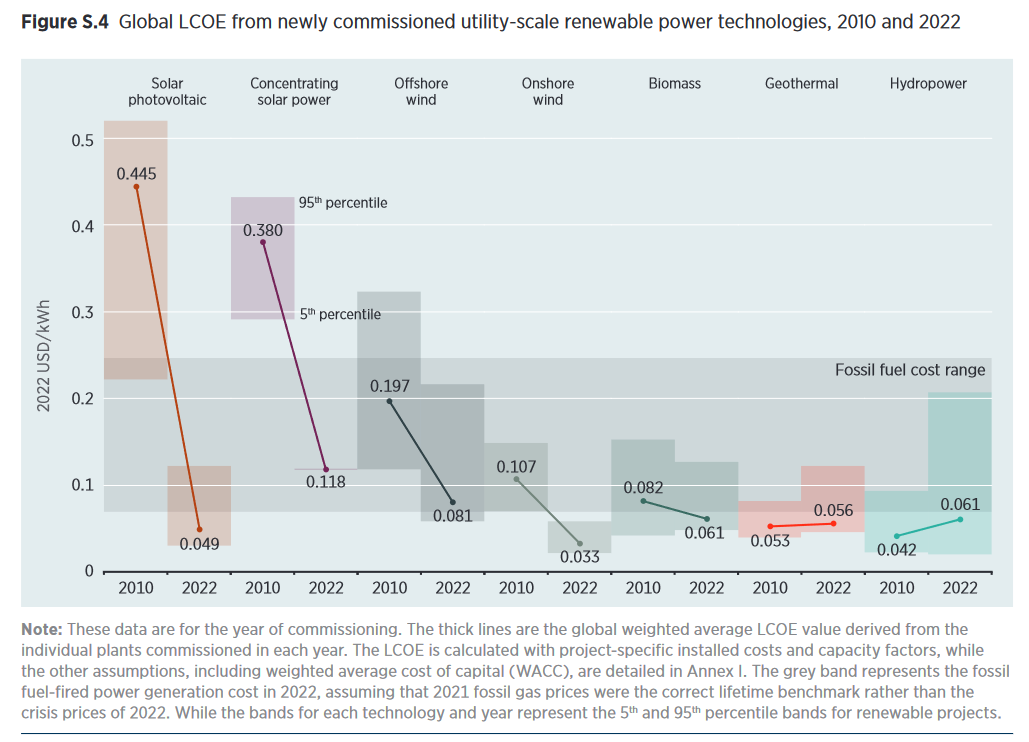 Figure S.4 Global LCOE from newly commissioned utility-scale renewable power technologies, 2010 and 2022
Solar photovoltaic
Concentrating solar power
Offshore wind
Onshore wind
Biomass
Geothermal
Hydropower
2022 USD/kWh
0.5
0.4
0.3
0.2
0.1
0
0.445
0.049
95th percentile
0.380
5th percentile
0.118
0.197
0.081
0.107
0.033
0.082
0.061
0.053
0.056
0.042
0.061
Fossil fuel cost range
2010 2022 2010 2022 2010 2022 2010 2022 2010 2022 2010 2022 2010 2022
Note: These data are for the year of commissioning. The thick lines are the global weighted average LCOE value derived from the
individual plants commissioned in each year. The LCOE is calculated with project-specific installed costs and capacity factors, while
the other assumptions, including weighted average cost of capital (WACC), are detailed in Annex I. The grey band represents the fossil
fuel-fired power generation cost in 2022, assuming that 2021 fossil gas prices were the correct lifetime benchmark rather than the
crisis prices of 2022. While the bands for each technology and year represent the 5th and 95th percentile bands for renewable projects.